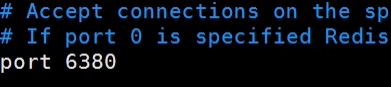 # Accept connections on the sp
# If port 0 is specified Redis
port 6380